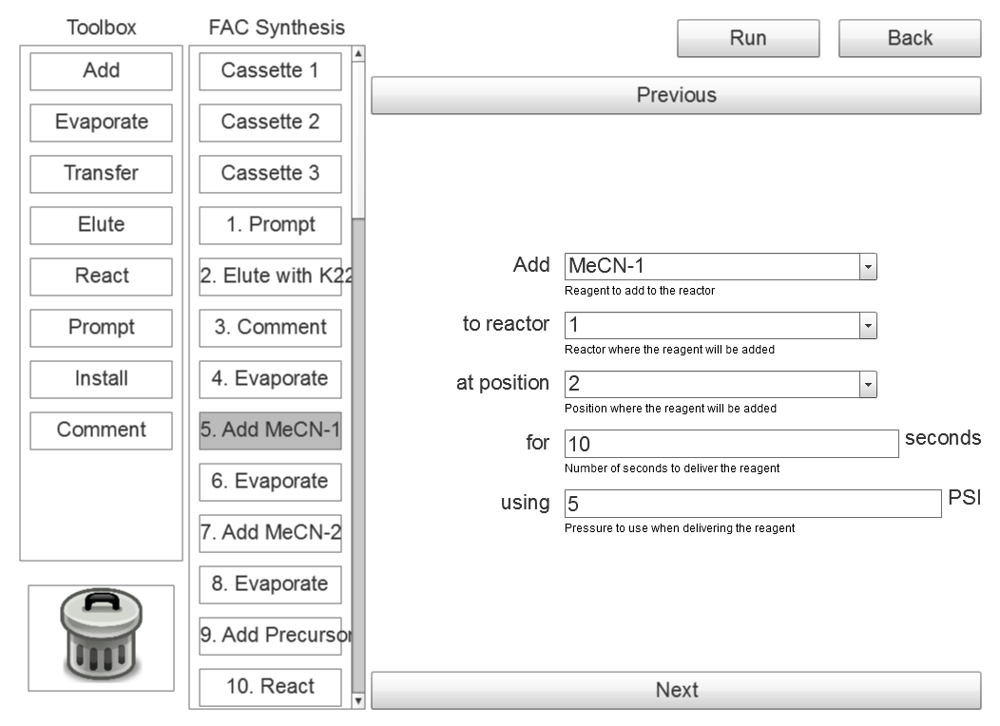 Toolbox
Add
Evaporate
Transfer
Elute
React
Prompt
Install
Comment
FAC Synthesis
Cassette 1
Cassette 2
Cassette 3
1. Prompt
2. Elute with K22
3. Comment
4. Evaporate
5. Add MeCN-1
6. Evaporate
7. Add MeCN-2
8. Evaporate
9. Add Precursor
10. React
Run
Back
Previous
Add MeCN-1
Reagent to add to the reactor
to reactor 1
Reactor where the reagent will be added
at position 2
Position where the reagent will be added
for 10 seconds
Number of seconds to deliver the reagent
using 5 PSI
Pressure to use when delivering the reagent
Next